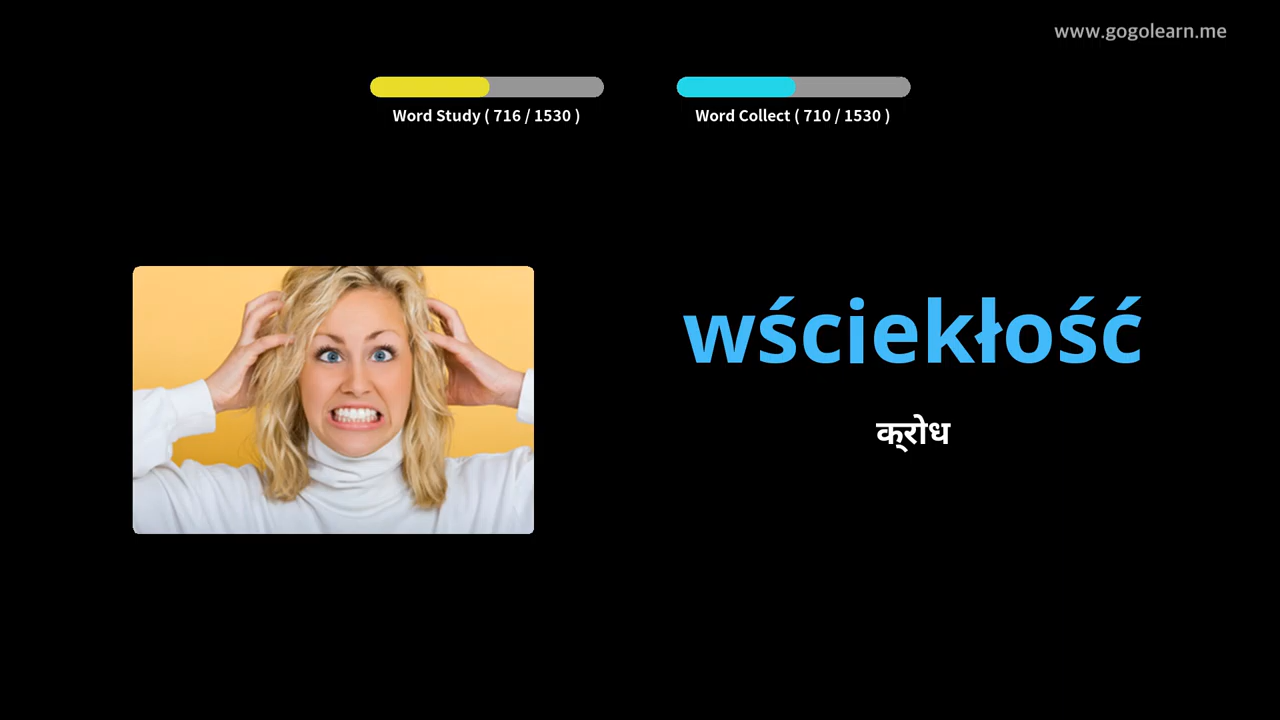 www.gogolearn.me
Word Study ( 716 / 1530 )
Word Collect ( 710 / 1530 )
wściekłość
क्रोध